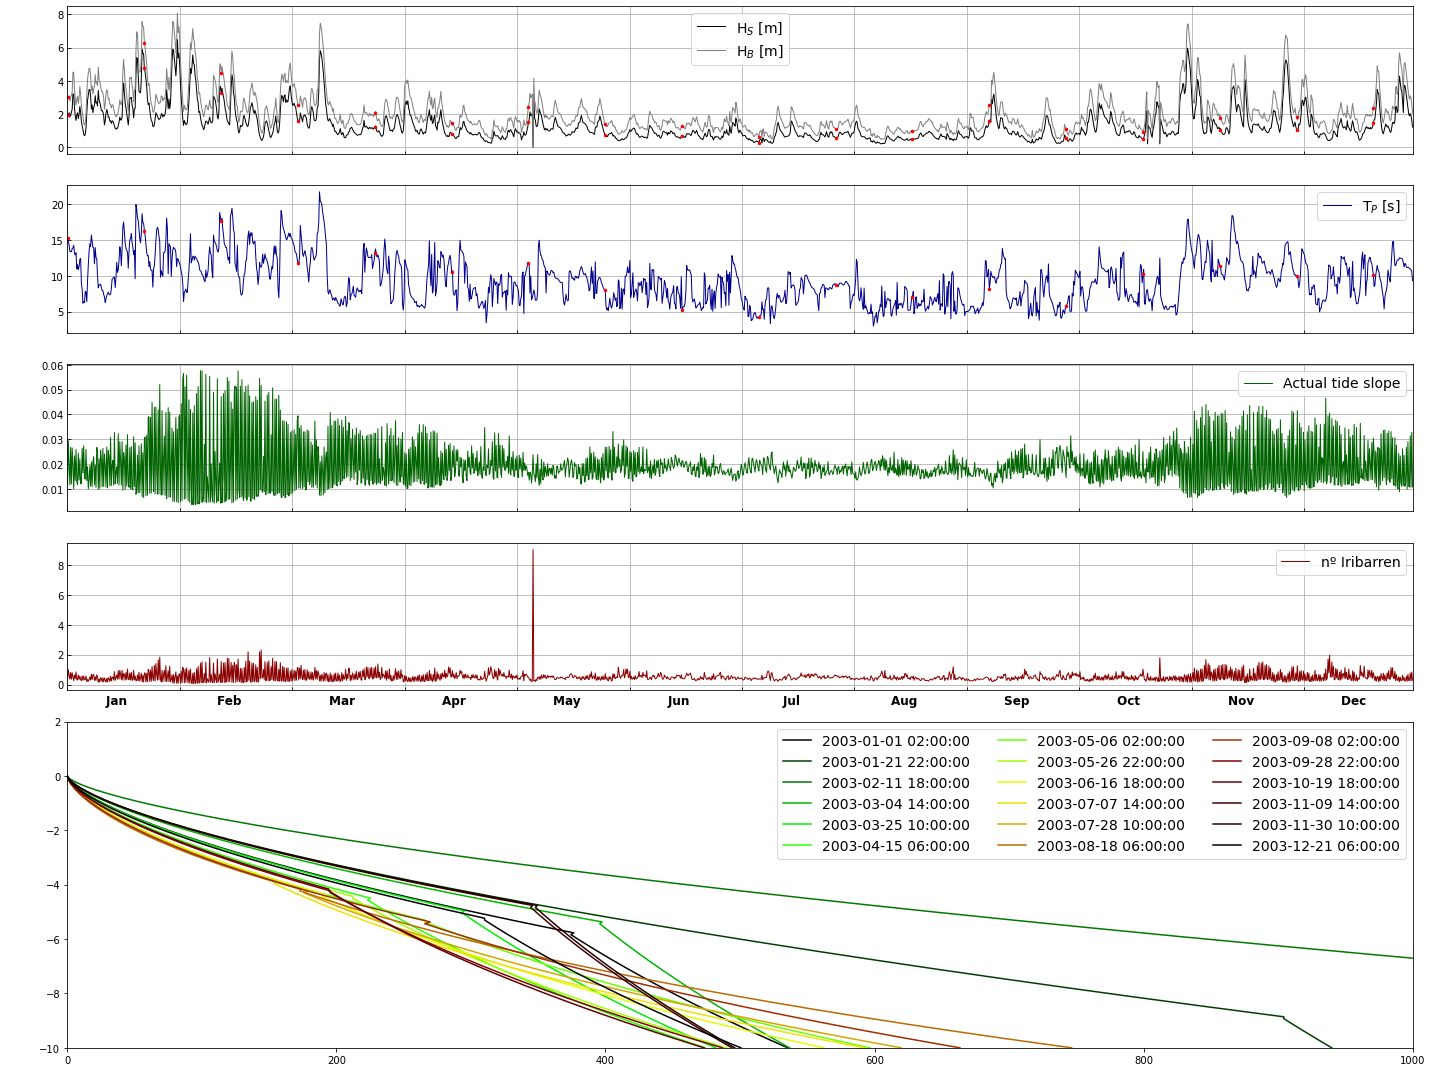 8
6
4
2
0
H_S [m]
H_B [m]
20
15
10
5
T_P [s]
0.06
0.05
0.04
0.03
0.02
0.01
Actual tide slope
8
6
4
2
0
nº Iribarren
Jan Feb Mar Apr May Jun Jul Aug Sep Oct Nov Dec
2
0
−2
−4
−6
−8
−10
2003-01-01 02:00:00 2003-05-06 02:00:00 2003-09-08 02:00:00
2003-01-21 22:00:00 2003-05-26 22:00:00 2003-09-28 22:00:00
2003-02-11 18:00:00 2003-06-16 18:00:00 2003-10-19 18:00:00
2003-03-04 14:00:00 2003-07-07 14:00:00 2003-11-09 14:00:00
2003-03-25 10:00:00 2003-07-28 10:00:00 2003-11-30 10:00:00
2003-04-15 06:00:00 2003-08-18 06:00:00 2003-12-21 06:00:00
0 200 400 600 800 1000